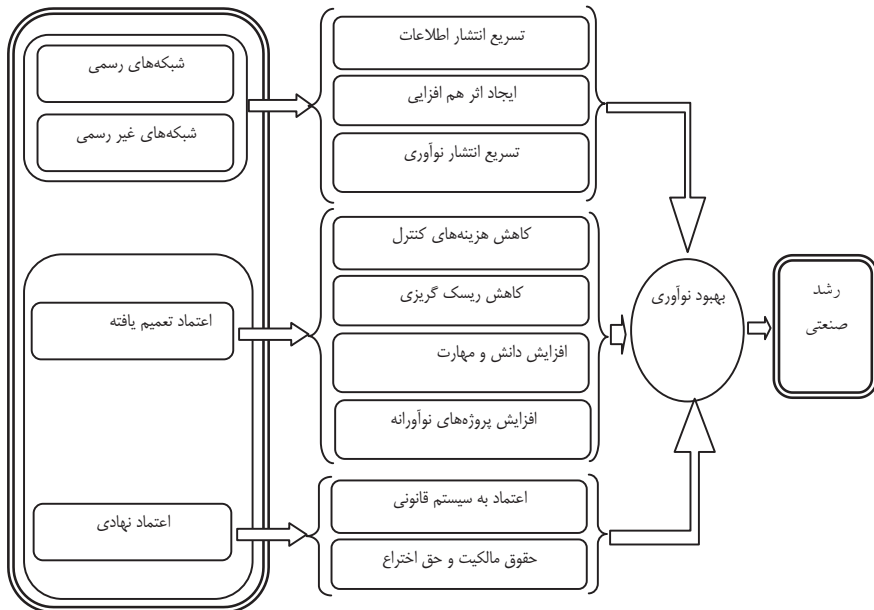 شبکه‌های رسمی
شبکه‌های غیر رسمی
اعتماد تعمیم یافته
اعتماد نهادی
تسریع انتشار اطلاعات
ایجاد اثر هم افزایی
تسریع انتشار نوآوری
کاهش هزینه‌های کنترل
کاهش ریسک گریزی
افزایش دانش و مهارت
افزایش پروژه‌های نوآورانه
اعتماد به سیستم قانونی
حقوق مالکیت و حق اختراع
بهبود نوآوری
رشد
صنعتی